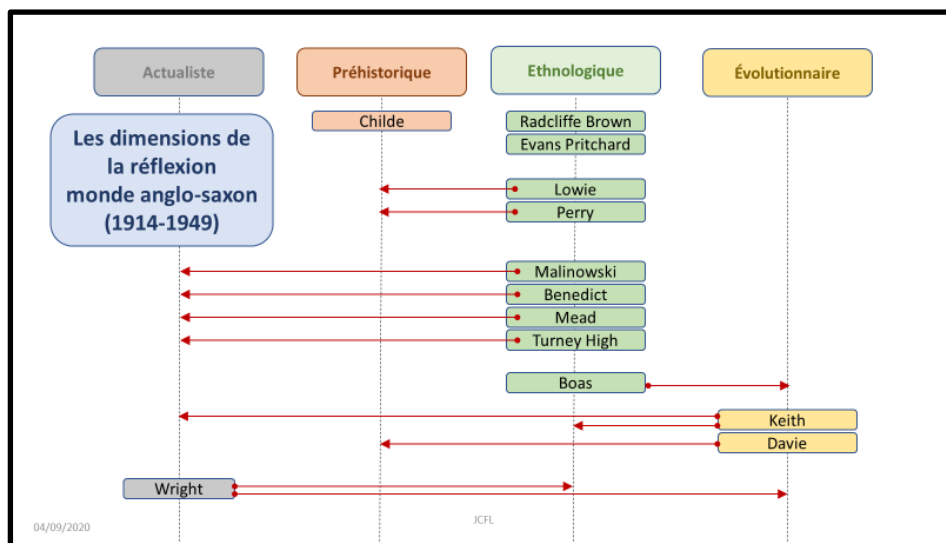 Actualiste
Préhistorique
Ethnologique
Évolutionnaire
Les dimensions de
la réflexion
monde anglo-saxon
(1914-1949)
Childe
Radcliffe Brown
Evans Pritchard
Lowie
Perry
Malinowski
Benedict
Mead
Turney High
Boas
Keith
Davie
Wright
04/09/2020
JCFL